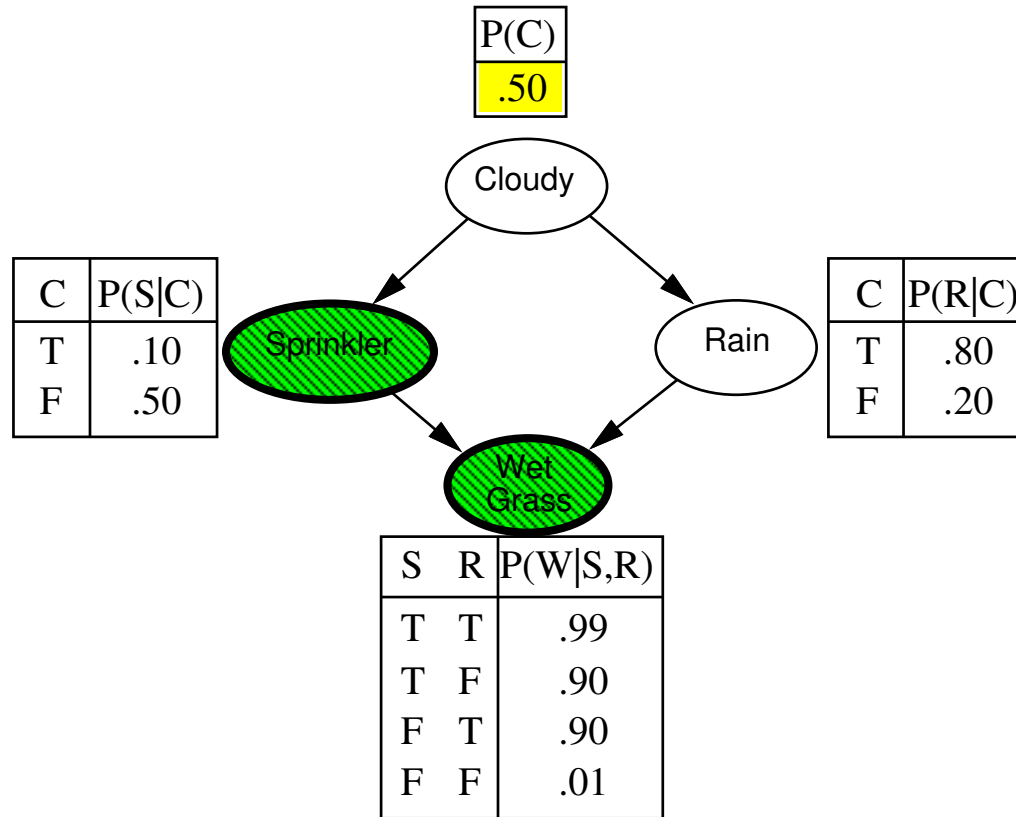 P(C)
.50
Cloudy
C P(S|C)
T .10
F .50
Sprinkler
Rain
C P(R|C)
T .80
F .20
Wet
Grass
S R P(W|S,R)
T T .99
T F .90
F T .90
F F .01